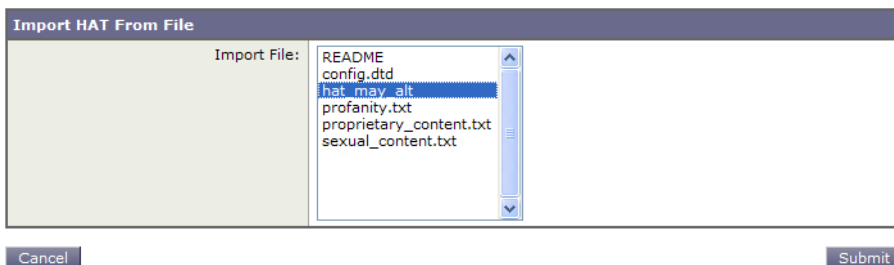 Import HAT From File
Import File:
README
config.dtd
hat_may_alt
profanity.txt
proprietary_content.txt
sexual_content.txt
Cancel
Submit